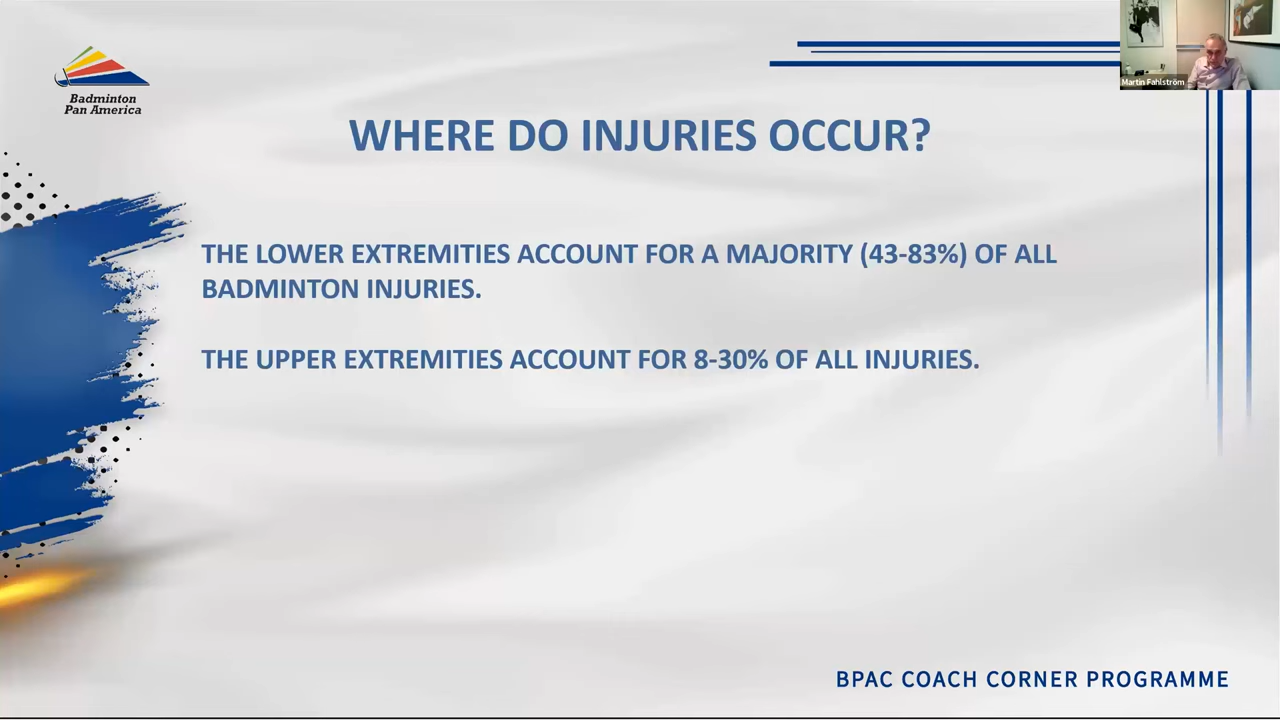 Badminton
Pan America
Martin Fahlström
WHERE DO INJURIES OCCUR?
THE LOWER EXTREMITIES ACCOUNT FOR A MAJORITY (43-83%) OF ALL
BADMINTON INJURIES.
THE UPPER EXTREMITIES ACCOUNT FOR 8-30% OF ALL INJURIES.
BPAC COACH CORNER PROGRAMME